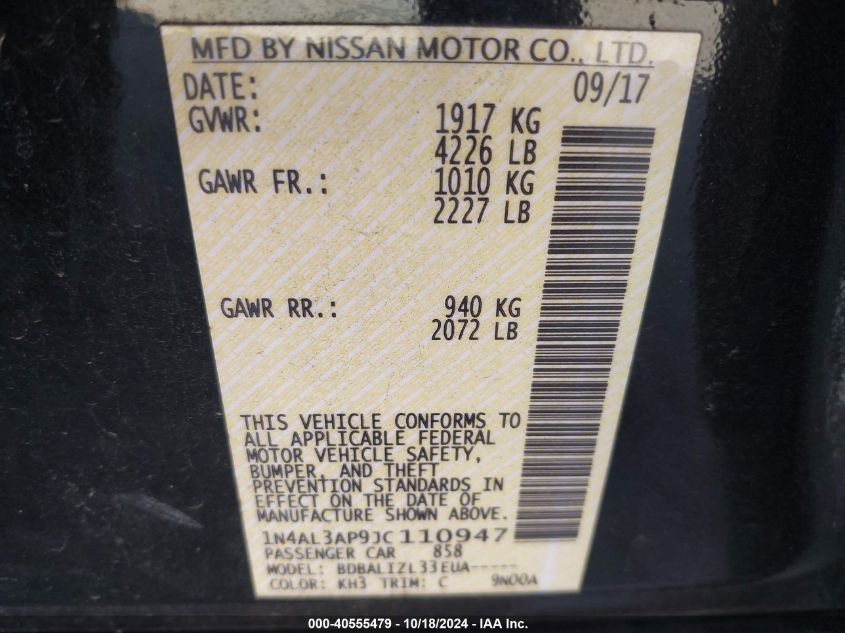 MFD BY NISSAN MOTOR CO., LTD.
DATE: 09/17
GVWR: 1917 KG
4226 LB
GAWR FR.: 1010 KG
2227 LB
GAWR RR.: 940 KG
2072 LB
THIS VEHICLE CONFORMS TO
ALL APPLICABLE FEDERAL
MOTOR VEHICLE SAFETY,
BUMPER, AND THEFT
PREVENTION STANDARDS IN
EFFECT ON THE DATE OF
MANUFACTURE SHOWN ABOVE.
1N4AL3AP9JC110947
PASSENGER CAR 858
MODEL: BDBALIZL33EUA-----
COLOR: KH3 TRIM: C 9N00A
000-40555479 - 10/18/2024 - IAA Inc.